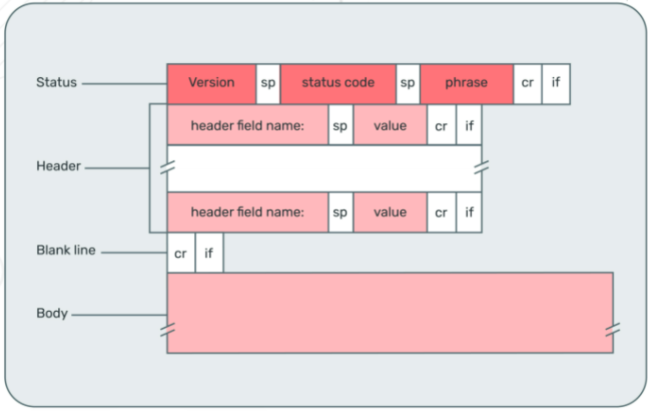 Status Version sp status code sp phrase cr if
header field name: sp value cr if
Header
header field name: sp value cr if
Blank line cr if
Body